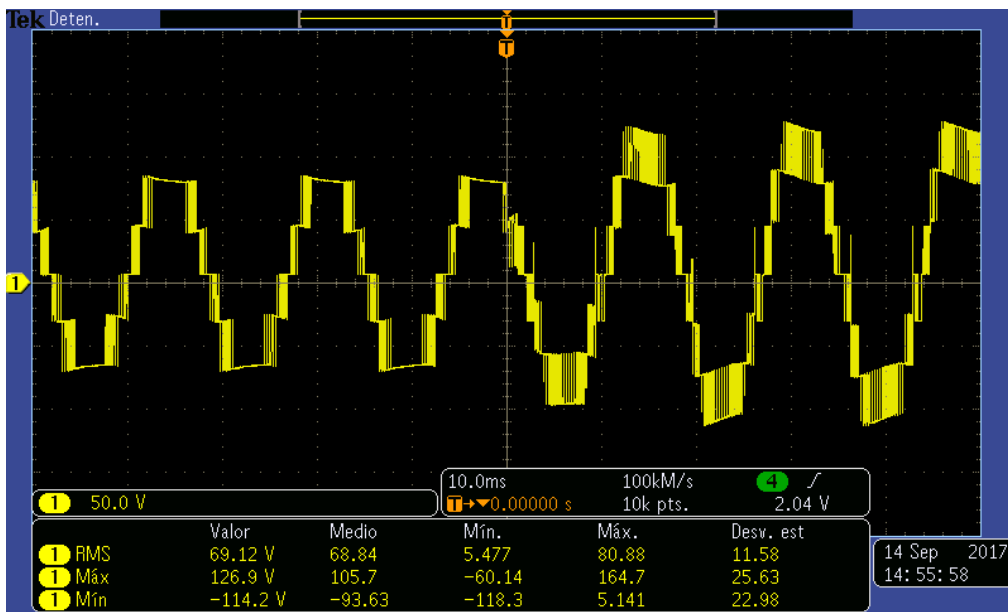 Tek Deten.
T
T
1
10.0ms 100kM/s 4
1 50.0 V T→▼0.00000 s 10k pts. 2.04 V
Valor Medio Mín. Máx. Desv. est
1 RMS 69.12 V 68.84 5.477 80.88 11.58
1 Máx 126.9 V 105.7 −60.14 164.7 25.63
1 Mín −114.2 V −93.63 −118.3 5.141 22.98
14 Sep 2017
14:55:58